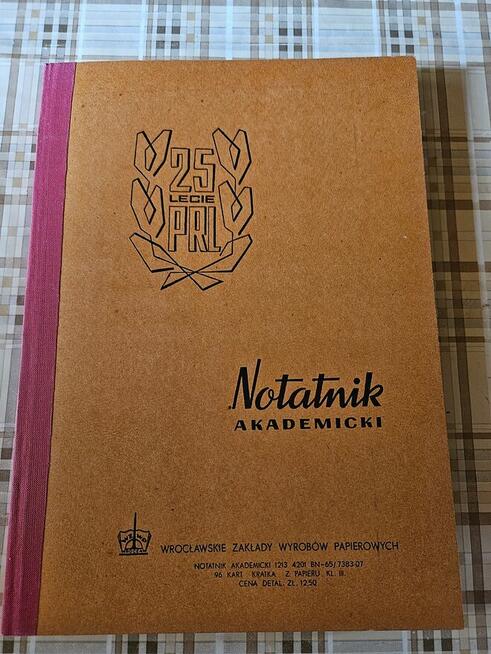 25
LECIE
PRL
Notatnik
AKADEMICKI
WROCŁAWSKIE ZAKŁADY WYROBÓW PAPIEROWYCH
NOTATNIK AKADEMICKI 1213 4201 BN-65/7383-07
96 KART KRATKA Z PAPIERU KL. III.
CENA DETAL. ZŁ. 12,50